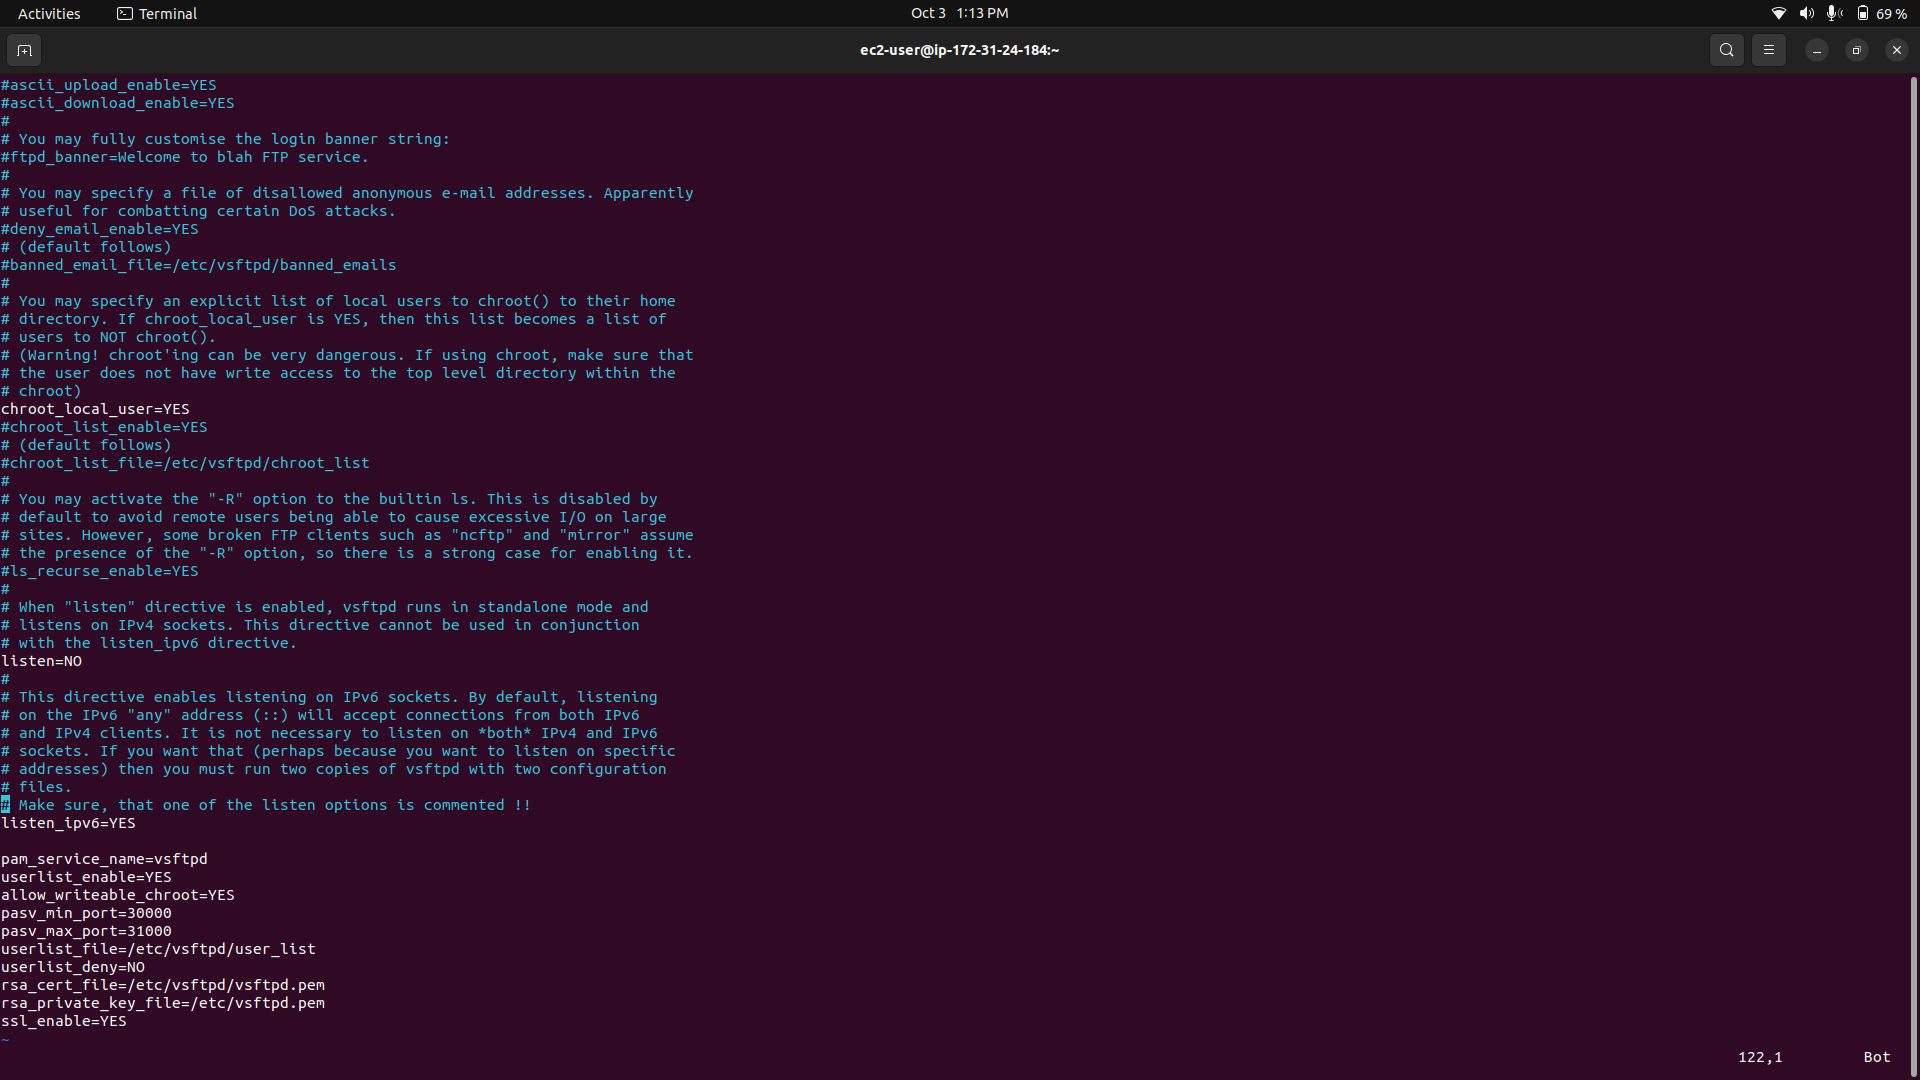 Activities Terminal Oct 3 1:13 PM 69 %
ec2-user@ip-172-31-24-184:~
#ascii_upload_enable=YES
#ascii_download_enable=YES
#
# You may fully customise the login banner string:
#ftpd_banner=Welcome to blah FTP service.
#
# You may specify a file of disallowed anonymous e-mail addresses. Apparently
# useful for combatting certain DoS attacks.
#deny_email_enable=YES
# (default follows)
#banned_email_file=/etc/vsftpd/banned_emails
#
# You may specify an explicit list of local users to chroot() to their home
# directory. If chroot_local_user is YES, then this list becomes a list of
# users to NOT chroot().
# (Warning! chroot'ing can be very dangerous. If using chroot, make sure that
# the user does not have write access to the top level directory within the
# chroot)
chroot_local_user=YES
#chroot_list_enable=YES
# (default follows)
#chroot_list_file=/etc/vsftpd/chroot_list
#
# You may activate the "-R" option to the builtin ls. This is disabled by
# default to avoid remote users being able to cause excessive I/O on large
# sites. However, some broken FTP clients such as "ncftp" and "mirror" assume
# the presence of the "-R" option, so there is a strong case for enabling it.
#ls_recurse_enable=YES
#
# When "listen" directive is enabled, vsftpd runs in standalone mode and
# listens on IPv4 sockets. This directive cannot be used in conjunction
# with the listen_ipv6 directive.
listen=NO
#
# This directive enables listening on IPv6 sockets. By default, listening
# on the IPv6 "any" address (::) will accept connections from both IPv6
# and IPv4 clients. It is not necessary to listen on *both* IPv4 and IPv6
# sockets. If you want that (perhaps because you want to listen on specific
# addresses) then you must run two copies of vsftpd with two configuration
# files.
# Make sure, that one of the listen options is commented !!
listen_ipv6=YES

pam_service_name=vsftpd
userlist_enable=YES
allow_writeable_chroot=YES
pasv_min_port=30000
pasv_max_port=31000
userlist_file=/etc/vsftpd/user_list
userlist_deny=NO
rsa_cert_file=/etc/vsftpd/vsftpd.pem
rsa_private_key_file=/etc/vsftpd.pem
ssl_enable=YES
~
122,1 Bot